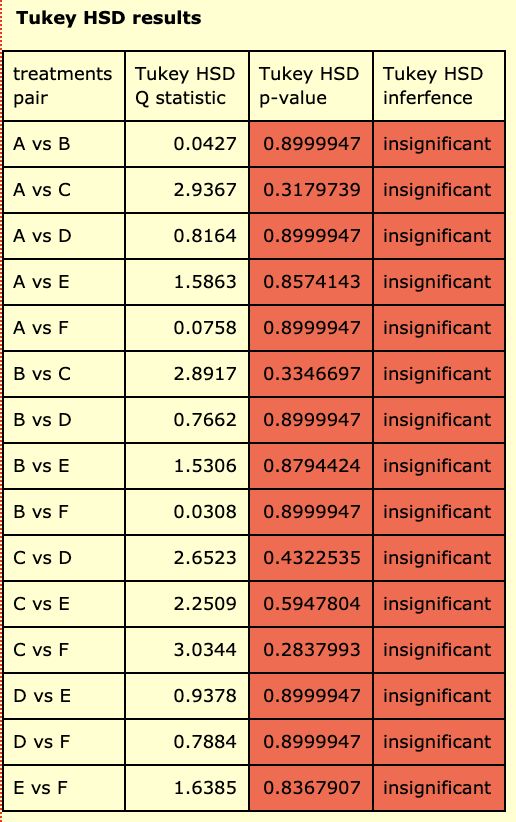 Tukey HSD results
treatments pair Tukey HSD Q statistic Tukey HSD p-value Tukey HSD inferfence
A vs B 0.0427 0.8999947 insignificant
A vs C 2.9367 0.3179739 insignificant
A vs D 0.8164 0.8999947 insignificant
A vs E 1.5863 0.8574143 insignificant
A vs F 0.0758 0.8999947 insignificant
B vs C 2.8917 0.3346697 insignificant
B vs D 0.7662 0.8999947 insignificant
B vs E 1.5306 0.8794424 insignificant
B vs F 0.0308 0.8999947 insignificant
C vs D 2.6523 0.4322535 insignificant
C vs E 2.2509 0.5947804 insignificant
C vs F 3.0344 0.2837993 insignificant
D vs E 0.9378 0.8999947 insignificant
D vs F 0.7884 0.8999947 insignificant
E vs F 1.6385 0.8367907 insignificant